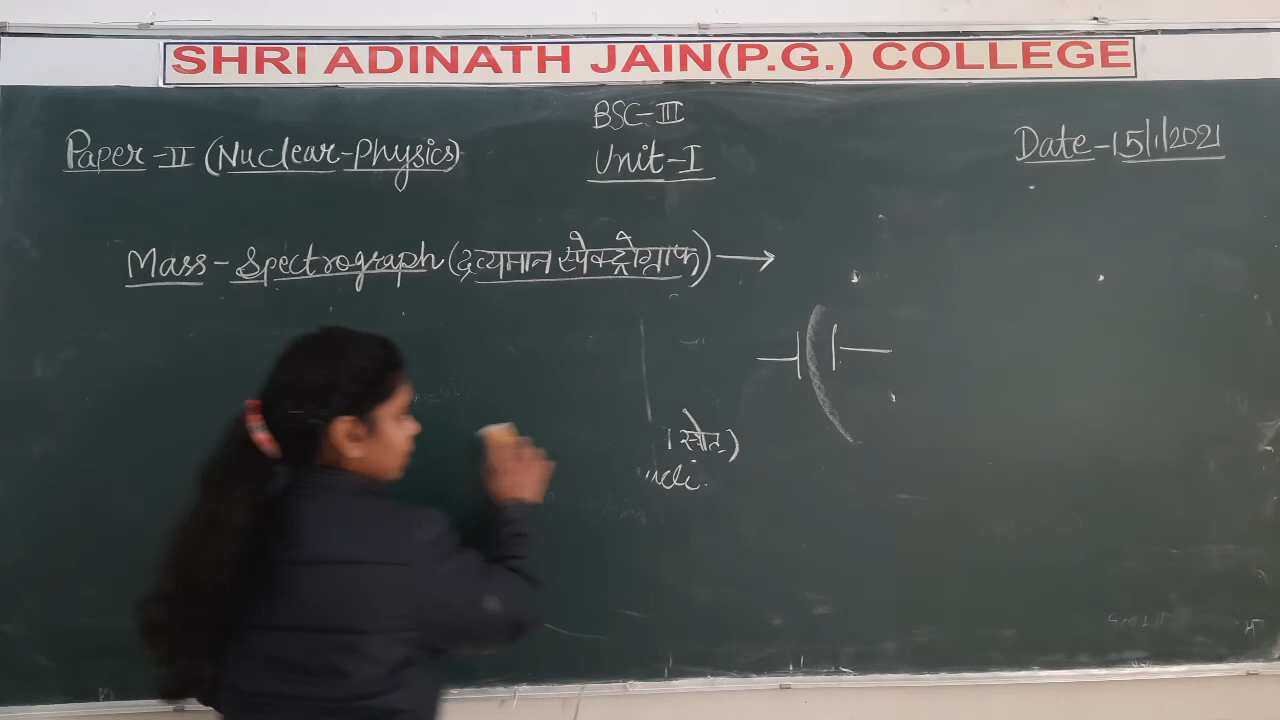 SHRI ADINATH JAIN(P.G.) COLLEGE
BSC-III
Paper-II (Nuclear-Physics)
Unit-I
Date-15/1/2021
Mass-Spectrograph (द्रव्यमान स्पेक्ट्रोग्राफ) →
स्रोत)